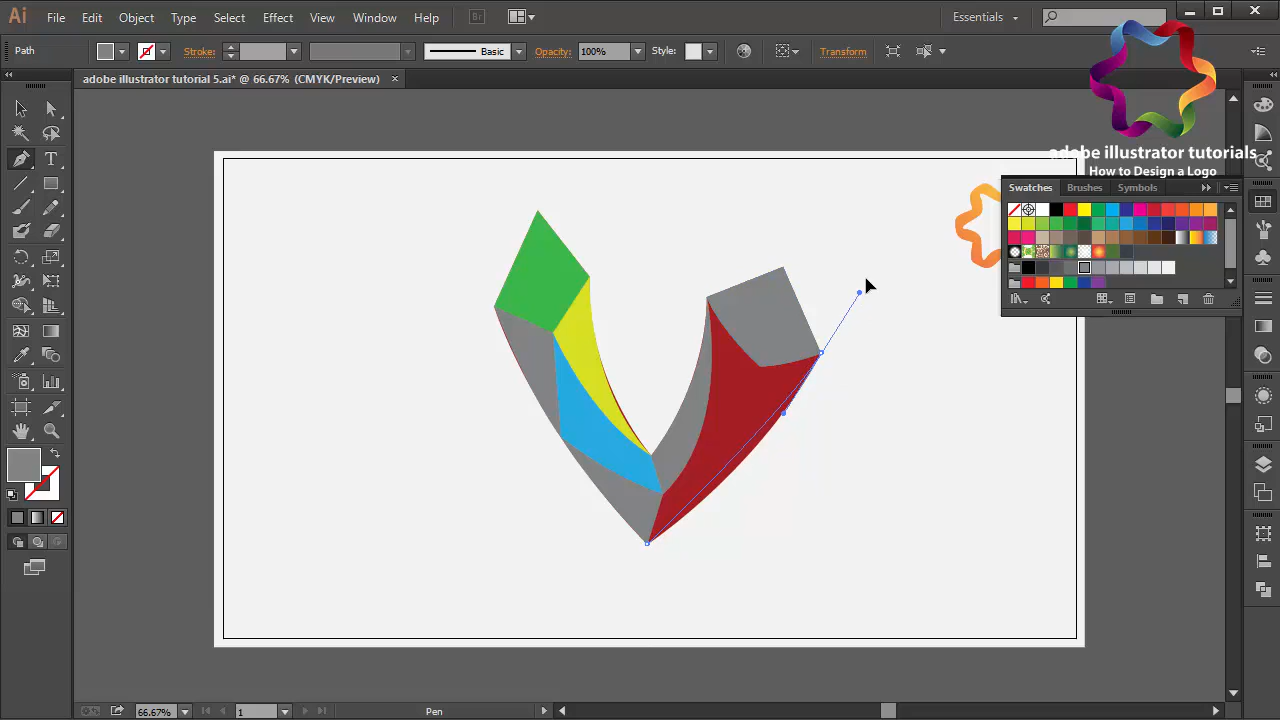 Ai File Edit Object Type Select Effect View Window Help Br Essentials
Path Stroke: Basic Opacity: 100% Style: Transform
adobe illustrator tutorial 5.ai* @ 66.67% (CMYK/Preview)
adobe illustrator tutorials
How to Design a Logo
Swatches Brushes Symbols
T
66.67% 1 Pen